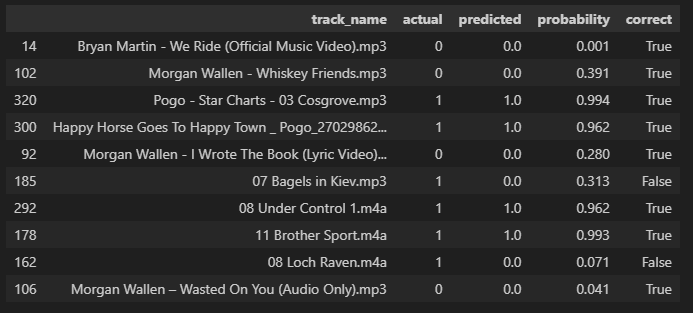 track_name actual predicted probability correct
14 Bryan Martin - We Ride (Official Music Video).mp3 0 0.0 0.001 True
102 Morgan Wallen - Whiskey Friends.mp3 0 0.0 0.391 True
320 Pogo - Star Charts - 03 Cosgrove.mp3 1 1.0 0.994 True
300 Happy Horse Goes To Happy Town _ Pogo_27029862... 1 1.0 0.962 True
92 Morgan Wallen - I Wrote The Book (Lyric Video)... 0 0.0 0.280 True
185 07 Bagels in Kiev.mp3 1 0.0 0.313 False
292 08 Under Control 1.m4a 1 1.0 0.962 True
178 11 Brother Sport.m4a 1 1.0 0.993 True
162 08 Loch Raven.m4a 1 0.0 0.071 False
106 Morgan Wallen – Wasted On You (Audio Only).mp3 0 0.0 0.041 True